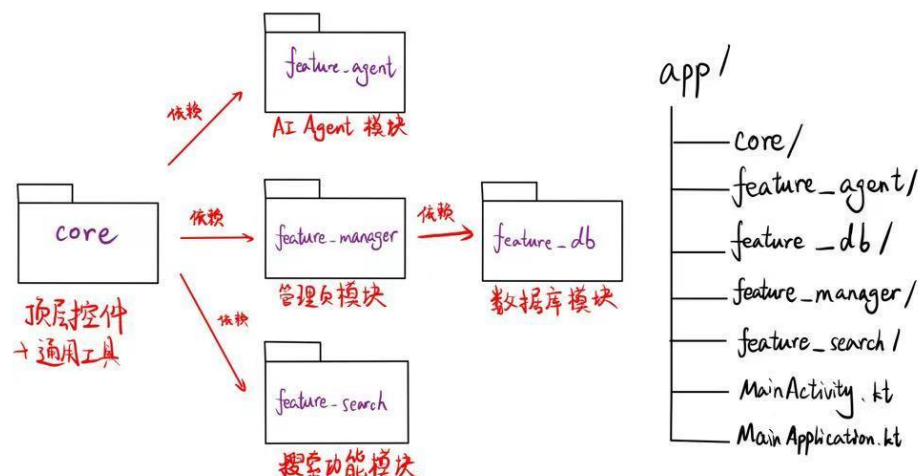 feature_agent
依赖
AI Agent 模块
core
依赖
feature_manager
依赖
feature_db
顶层控件
+通用工具
管理员模块
数据库模块
依赖
feature_search
搜索功能模块
app/
core/
feature_agent/
feature_db/
feature_manager/
feature_search/
MainActivity.kt
MainApplication.kt